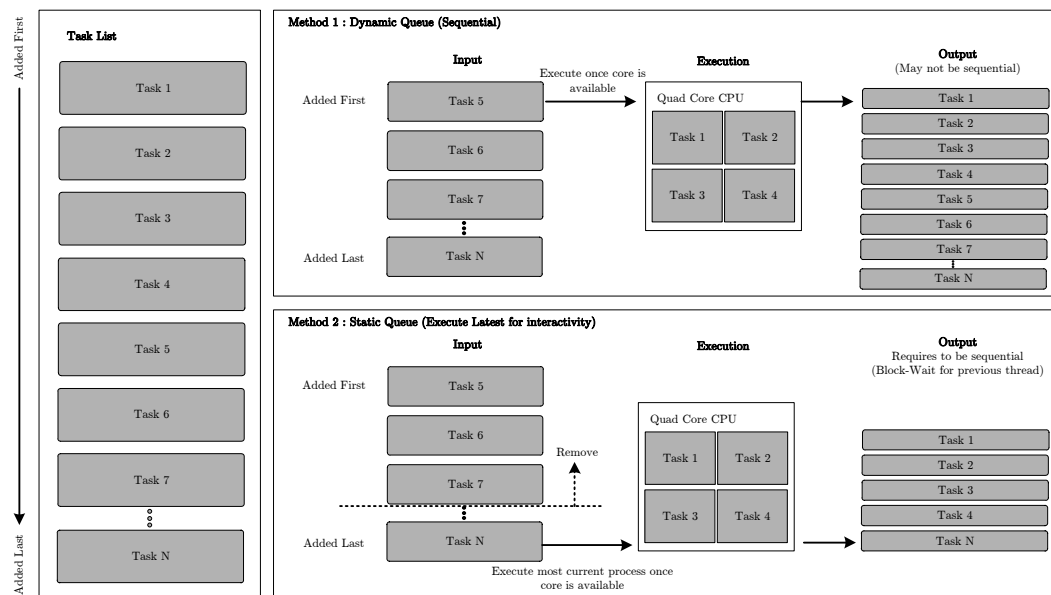 Added First
Added Last
Task List
Task 1
Task 2
Task 3
Task 4
Task 5
Task 6
Task 7
Task N
Method 1 : Dynamic Queue (Sequential)
Input
Added First
Task 5
Task 6
Task 7
Added Last
Task N
Execute once core is
available
Execution
Quad Core CPU
Task 1
Task 2
Task 3
Task 4
Output
(May not be sequential)
Task 1
Task 2
Task 3
Task 4
Task 5
Task 6
Task 7
Task N
Method 2 : Static Queue (Execute Latest for interactivity)
Input
Added First
Task 5
Task 6
Task 7
Remove
Added Last
Task N
Execute most current process once
core is available
Execution
Quad Core CPU
Task 1
Task 2
Task 3
Task 4
Output
Requires to be sequential
(Block-Wait for previous thread)
Task 1
Task 2
Task 3
Task 4
Task N